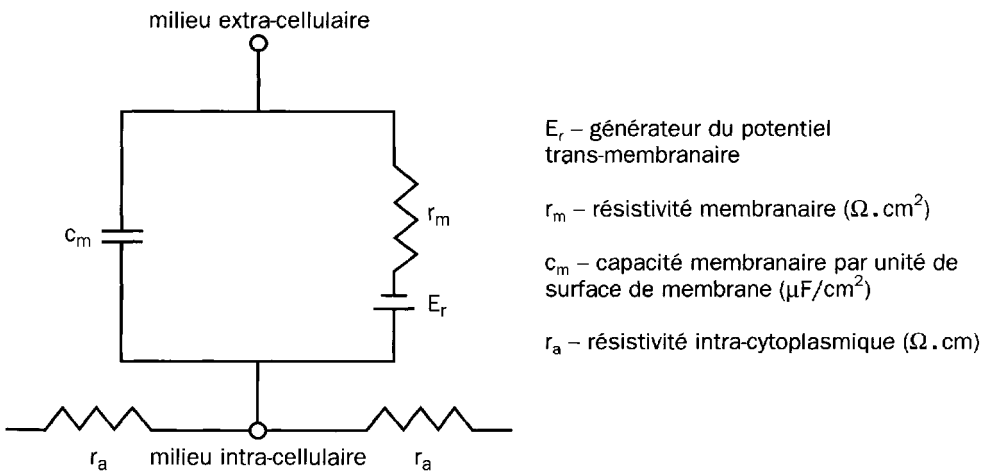 milieu extra-cellulaire
c_m
r_m
E_r
r_a
milieu intra-cellulaire
r_a
E_r – générateur du potentiel
trans-membranaire
r_m – résistivité membranaire (Ω.cm²)
c_m – capacité membranaire par unité de
surface de membrane (µF/cm²)
r_a – résistivité intra-cytoplasmique (Ω.cm)